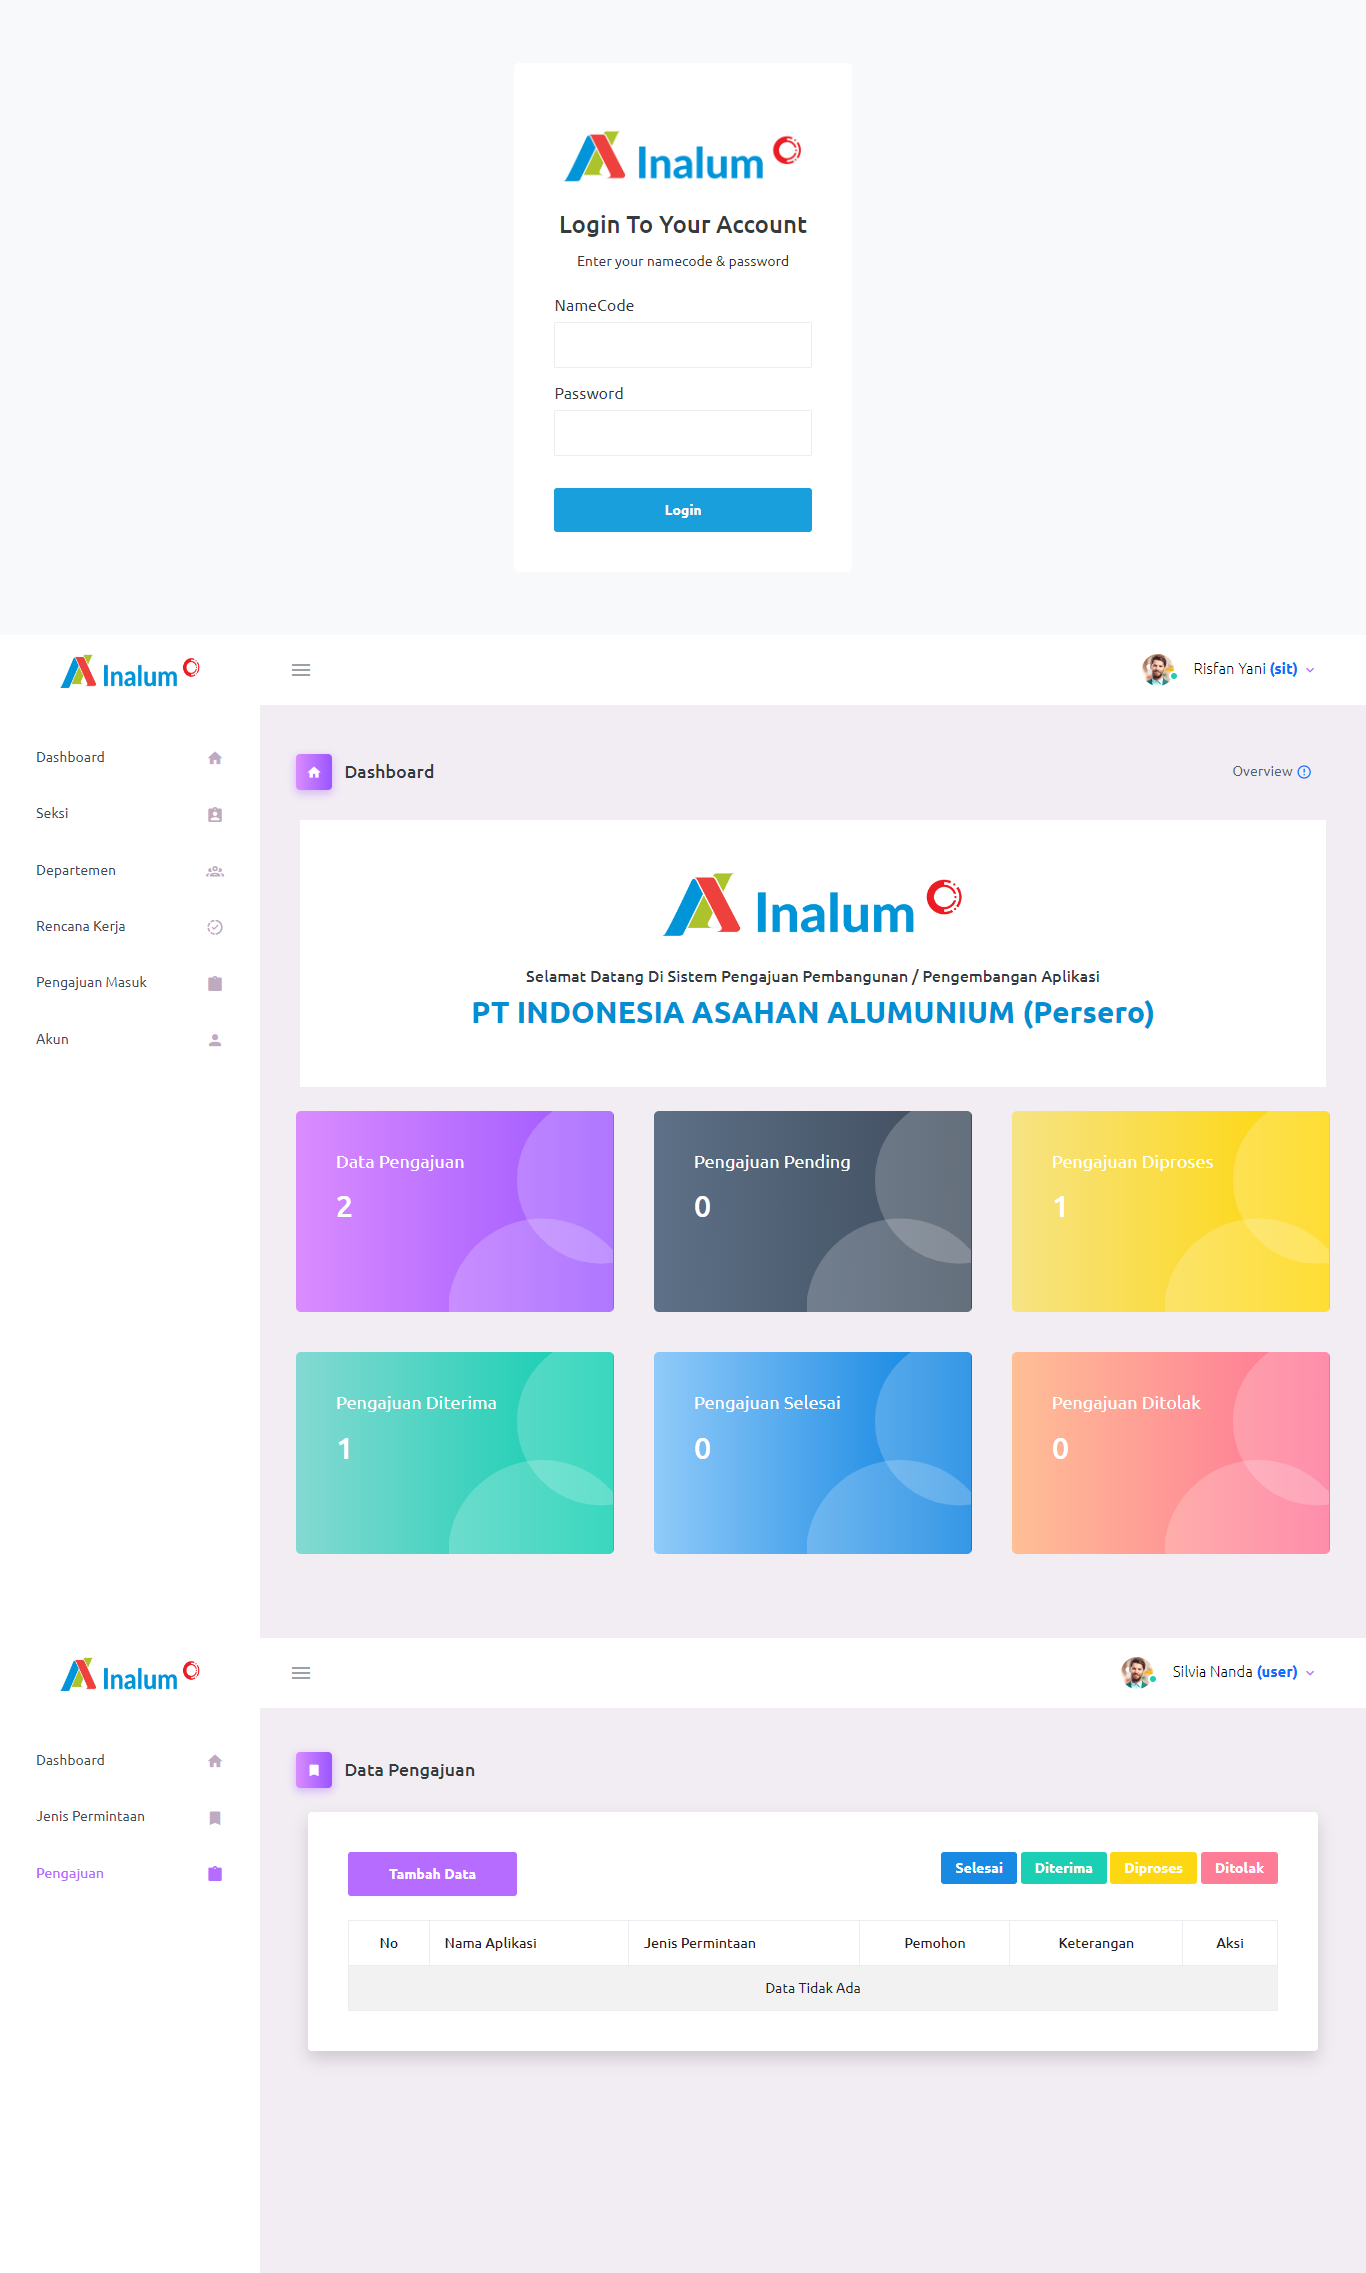 Inalum
Login To Your Account
Enter your namecode & password
NameCode
Password
Login
Inalum
Risfan Yani (sit)
Dashboard
Seksi
Departemen
Rencana Kerja
Pengajuan Masuk
Akun
Dashboard
Overview
Inalum
Selamat Datang Di Sistem Pengajuan Pembangunan / Pengembangan Aplikasi
PT INDONESIA ASAHAN ALUMUNIUM (Persero)
Data Pengajuan
2
Pengajuan Pending
0
Pengajuan Diproses
1
Pengajuan Diterima
1
Pengajuan Selesai
0
Pengajuan Ditolak
0
Inalum
Silvia Nanda (user)
Dashboard
Jenis Permintaan
Pengajuan
Data Pengajuan
Tambah Data
Selesai Diterima Diproses Ditolak
No Nama Aplikasi Jenis Permintaan Pemohon Keterangan Aksi
Data Tidak Ada